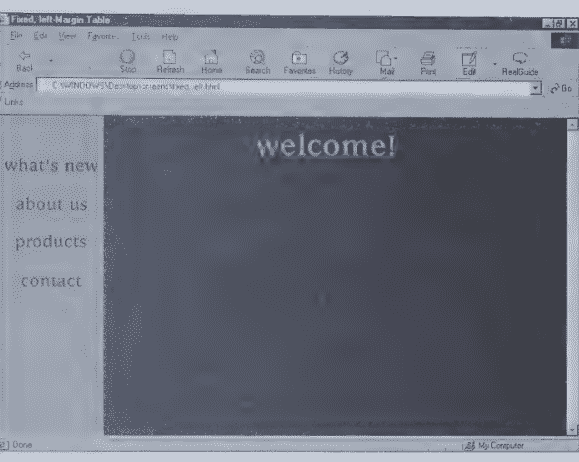 Fixed, left-Margin Table
File Edit View Favorites Tools Help
Back Stop Refresh Home Search Favorites History Mail Print Edit RealGuide
Address Go
Links
welcome!
what's new
about us
products
contact
Done My Computer